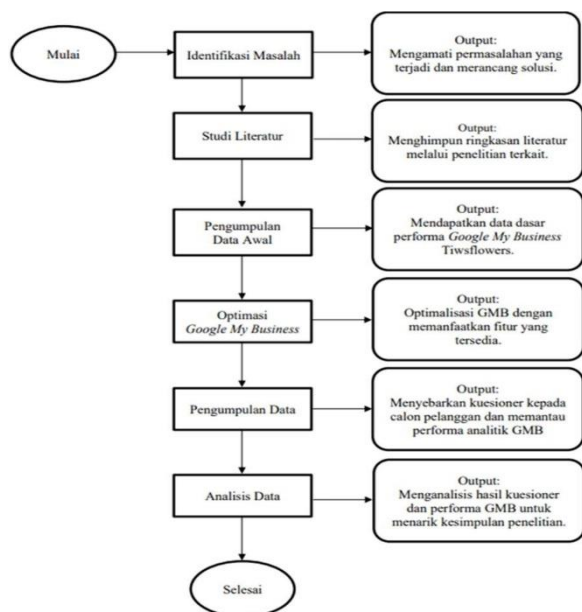 Mulai
Identifikasi Masalah
Output:
Mengamati permasalahan yang
terjadi dan merancang solusi.
Studi Literatur
Output:
Menghimpun ringkasan literatur
melalui penelitian terkait.
Pengumpulan
Data Awal
Output:
Mendapatkan data dasar
performa Google My Business
Tiwsflowers.
Optimasi
Google My Business
Output:
Optimalisasi GMB dengan
memanfaatkan fitur yang
tersedia.
Pengumpulan Data
Output:
Menyebarkan kuesioner kepada
calon pelanggan dan memantau
performa analitik GMB
Analisis Data
Output:
Menganalisis hasil kuesioner
dan performa GMB untuk
menarik kesimpulan penelitian.
Selesai